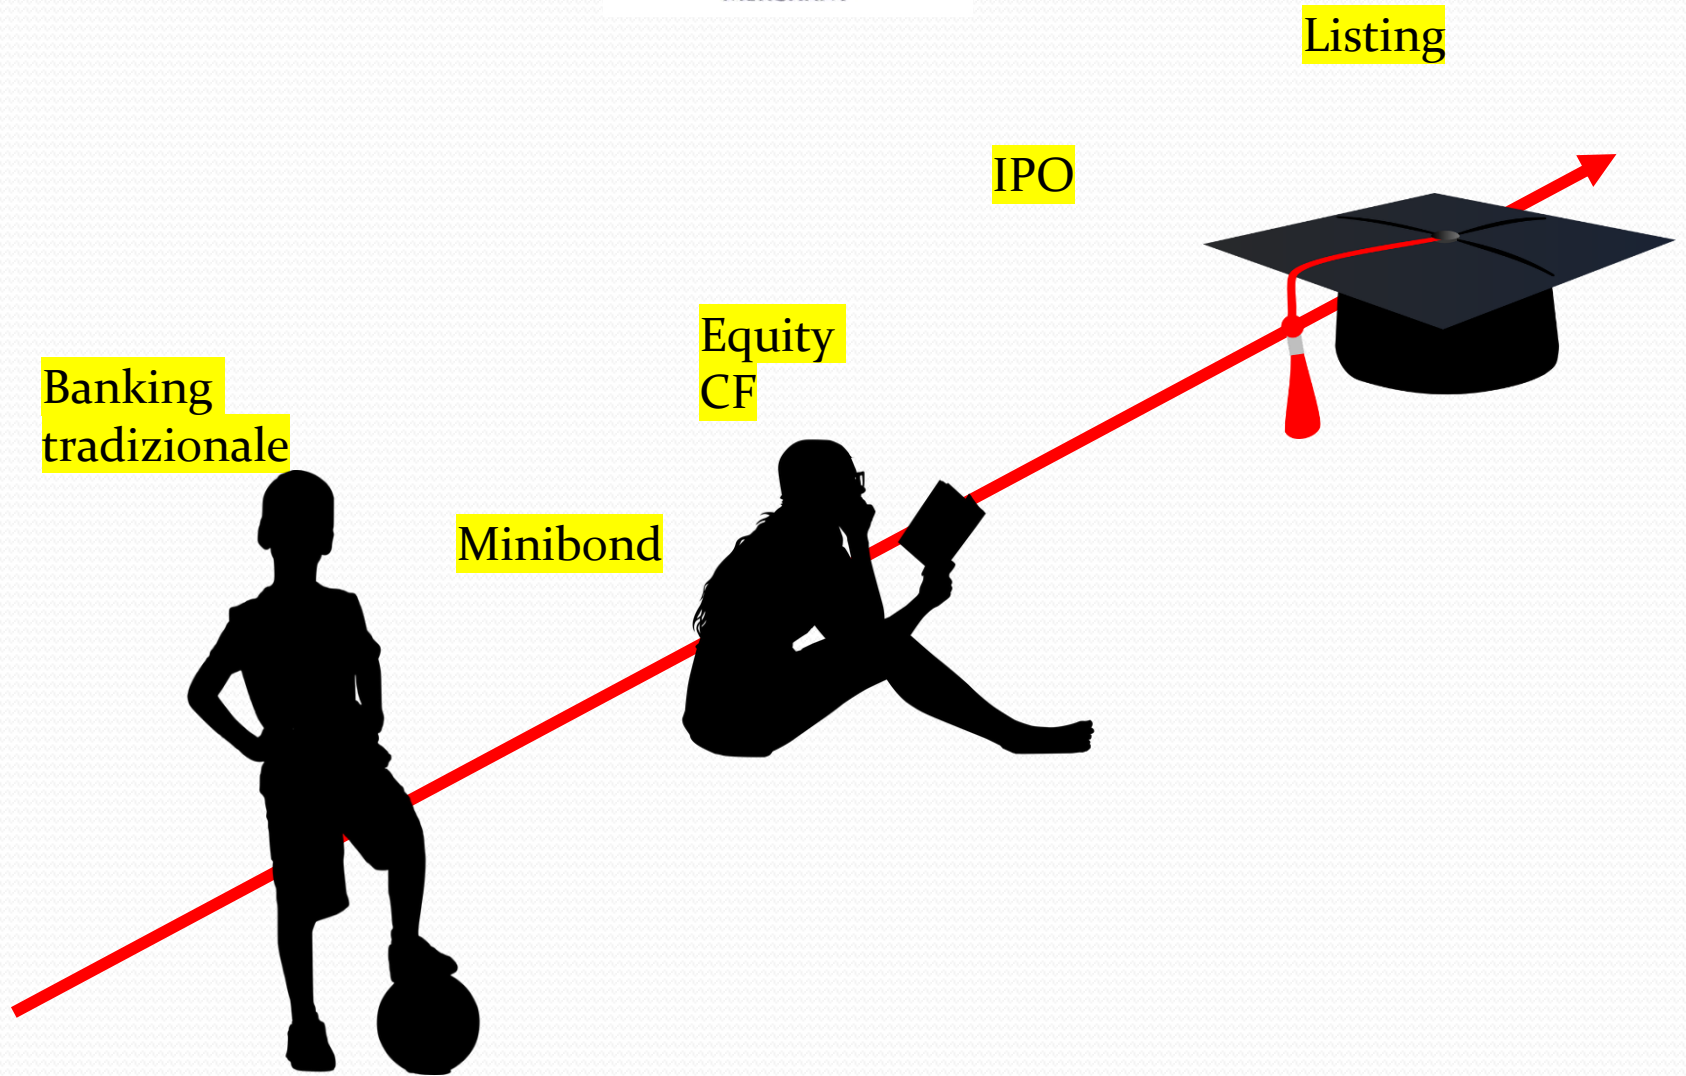 Listing
IPO
Equity
CF
Banking
tradizionale
Minibond